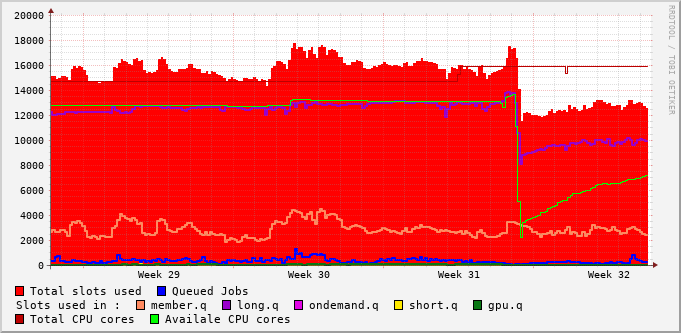 20000
18000
16000
14000
12000
10000
8000
6000
4000
2000
0
Week 29 Week 30 Week 31 Week 32
RRDTOOL / TOBI OETIKER
Total slots used Queued Jobs
Slots used in : member.q long.q ondemand.q short.q gpu.q
Total CPU cores Availale CPU cores